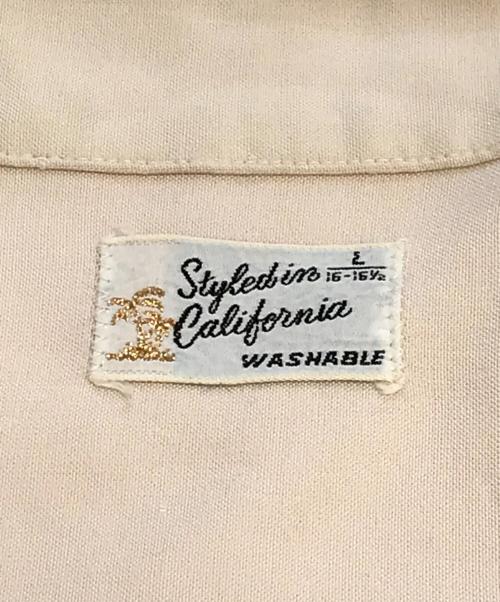 Styled in L
16-16½
California
WASHABLE